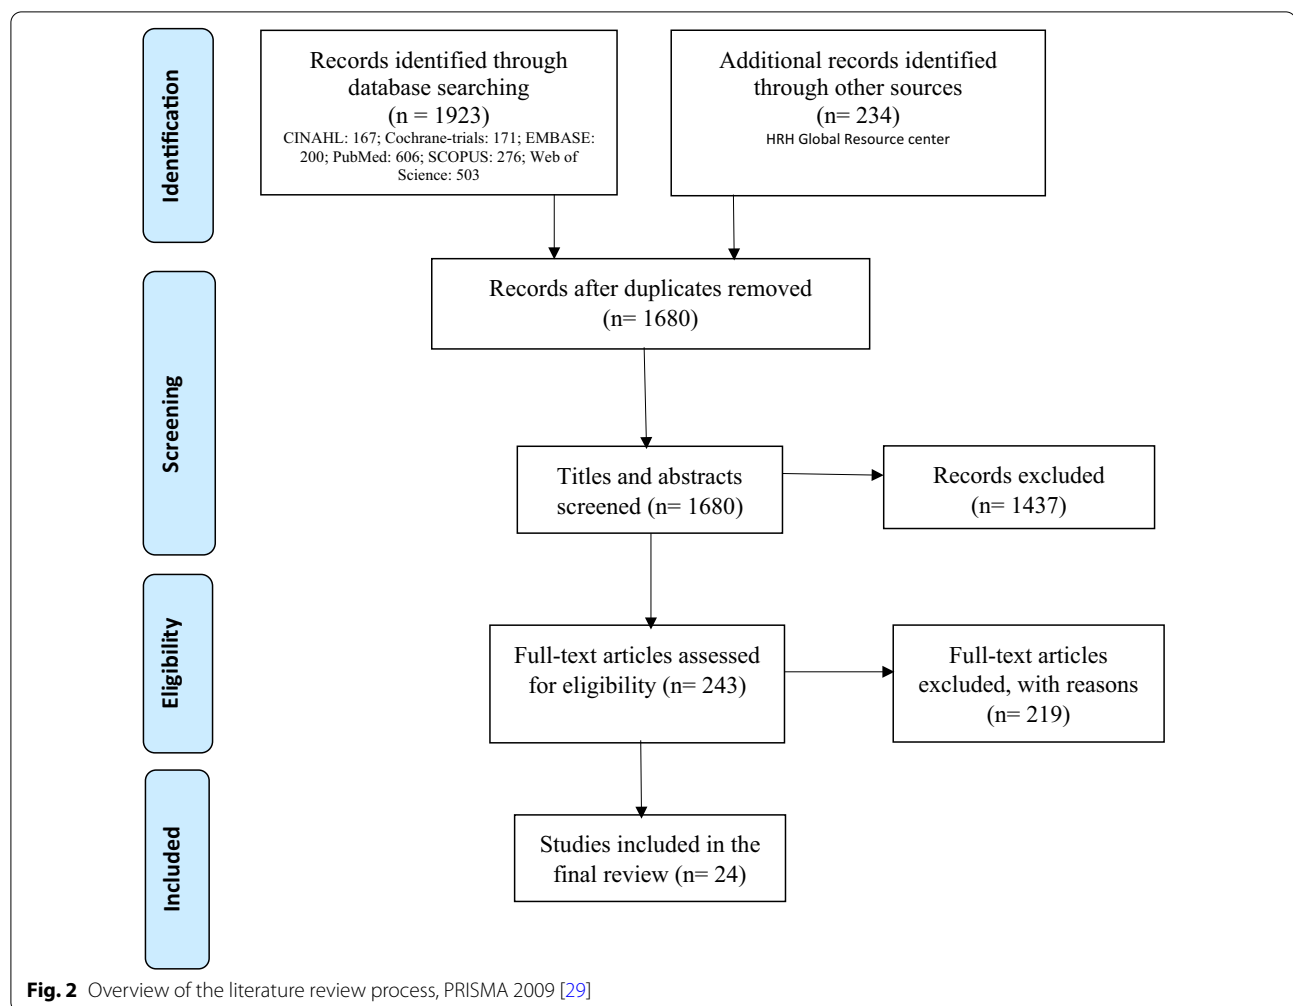 Identification
Records identified through
database searching
(n = 1923)
CINAHL: 167; Cochrane-trials: 171; EMBASE:
200; PubMed: 606; SCOPUS: 276; Web of
Science: 503
Additional records identified
through other sources
(n= 234)
HRH Global Resource center
Screening
Records after duplicates removed
(n= 1680)
Titles and abstracts
screened (n= 1680)
Records excluded
(n= 1437)
Eligibility
Full-text articles assessed
for eligibility (n= 243)
Full-text articles
excluded, with reasons
(n= 219)
Included
Studies included in the
final review (n= 24)
Fig. 2 Overview of the literature review process, PRISMA 2009 [29]